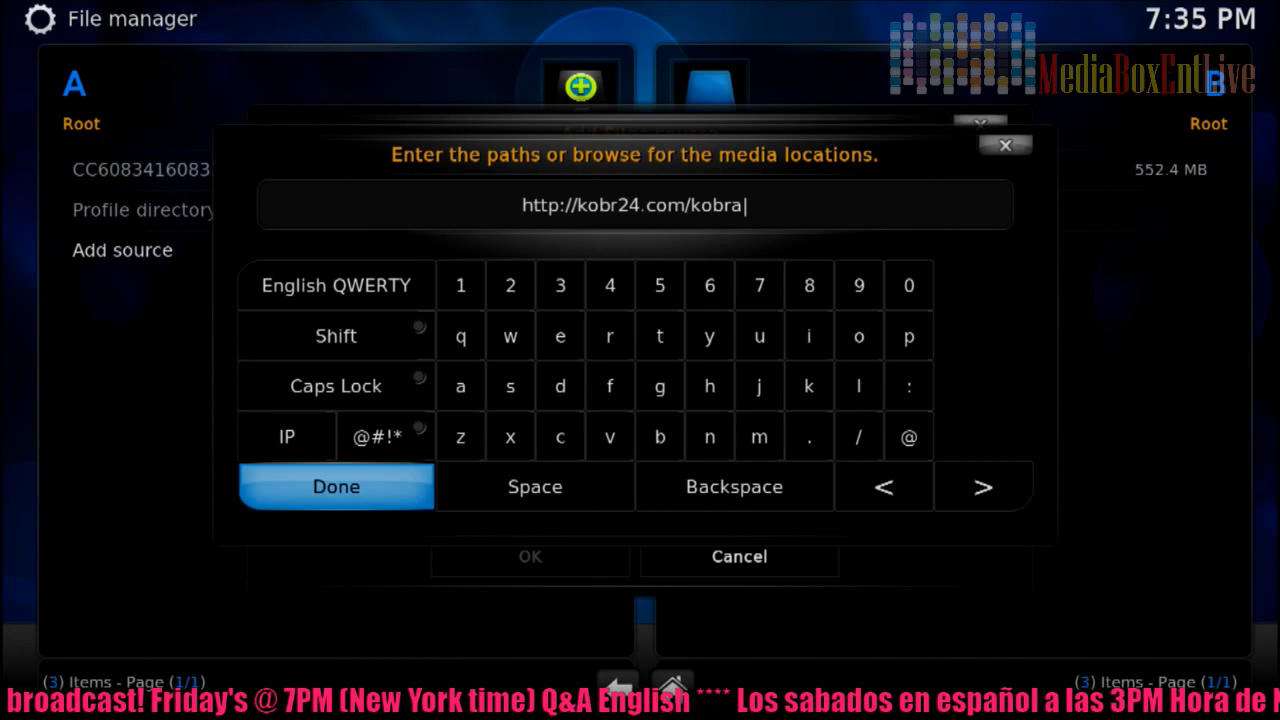 File manager
7:35 PM
MediaBoxEntLive
A
B
Root
Root
CC6083416083
552.4 MB
Profile directory
Add source
Enter the paths or browse for the media locations.
http://kobr24.com/kobra
English QWERTY 1 2 3 4 5 6 7 8 9 0
Shift q w e r t y u i o p
Caps Lock a s d f g h j k l :
IP @#!* z x c v b n m . / @
Done Space Backspace < >
OK Cancel
(3) Items - Page (1/1)
(3) Items - Page (1/1)
broadcast! Friday's @ 7PM (New York time) Q&A English **** Los sabados en español a las 3PM Hora de